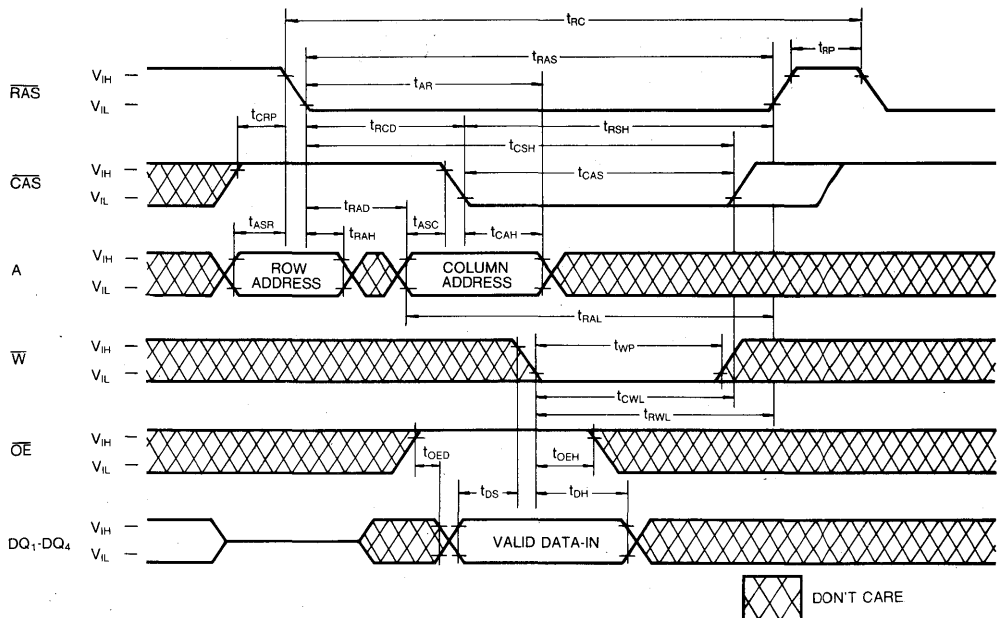 tRC
tRP
tRAS
tAR
RAS
VIH
VIL
tCRP
tRCD
tRSH
tCSH
CAS
VIH
VIL
tCAS
tRAD
tASR
tRAH
tASC
tCAH
A
VIH
VIL
ROW
ADDRESS
COLUMN
ADDRESS
tRAL
W
VIH
VIL
tWP
tCWL
tRWL
OE
VIH
VIL
tOED
tOEH
tDS
tDH
DQ1-DQ4
VIH
VIL
VALID DATA-IN
DON'T CARE